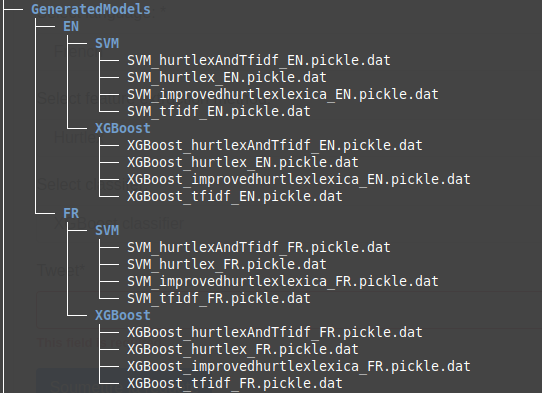 GeneratedModels
EN
SVM
SVM_hurtlexAndTfidf_EN.pickle.dat
SVM_hurtlex_EN.pickle.dat
SVM_improvedhurtlexlexica_EN.pickle.dat
SVM_tfidf_EN.pickle.dat
XGBoost
XGBoost_hurtlexAndTfidf_EN.pickle.dat
XGBoost_hurtlex_EN.pickle.dat
XGBoost_improvedhurtlexlexica_EN.pickle.dat
XGBoost_tfidf_EN.pickle.dat
FR
SVM
SVM_hurtlexAndTfidf_FR.pickle.dat
SVM_hurtlex_FR.pickle.dat
SVM_improvedhurtlexlexica_FR.pickle.dat
SVM_tfidf_FR.pickle.dat
XGBoost
XGBoost_hurtlexAndTfidf_FR.pickle.dat
XGBoost_hurtlex_FR.pickle.dat
XGBoost_improvedhurtlexlexica_FR.pickle.dat
XGBoost_tfidf_FR.pickle.dat